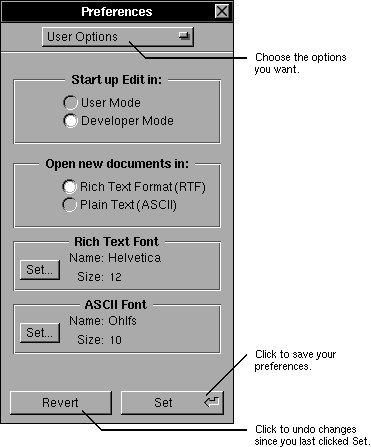 Preferences
User Options
Choose the options
you want.
Start up Edit in:
User Mode
Developer Mode
Open new documents in:
Rich Text Format (RTF)
Plain Text (ASCII)
Rich Text Font
Set...
Name: Helvetica
Size: 12
ASCII Font
Set...
Name: Ohlfs
Size: 10
Click to save your
preferences.
Revert
Set
Click to undo changes
since you last clicked Set.